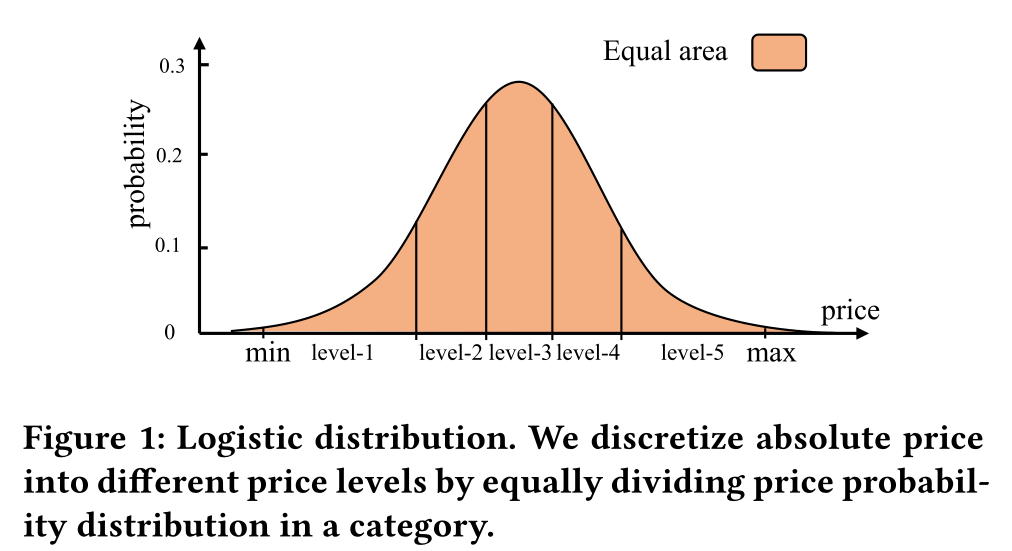 Equal area
0.3
0.2
0.1
0
probability
price
min level-1 level-2 level-3 level-4 level-5 max
Figure 1: Logistic distribution. We discretize absolute price
into different price levels by equally dividing price probabil-
ity distribution in a category.